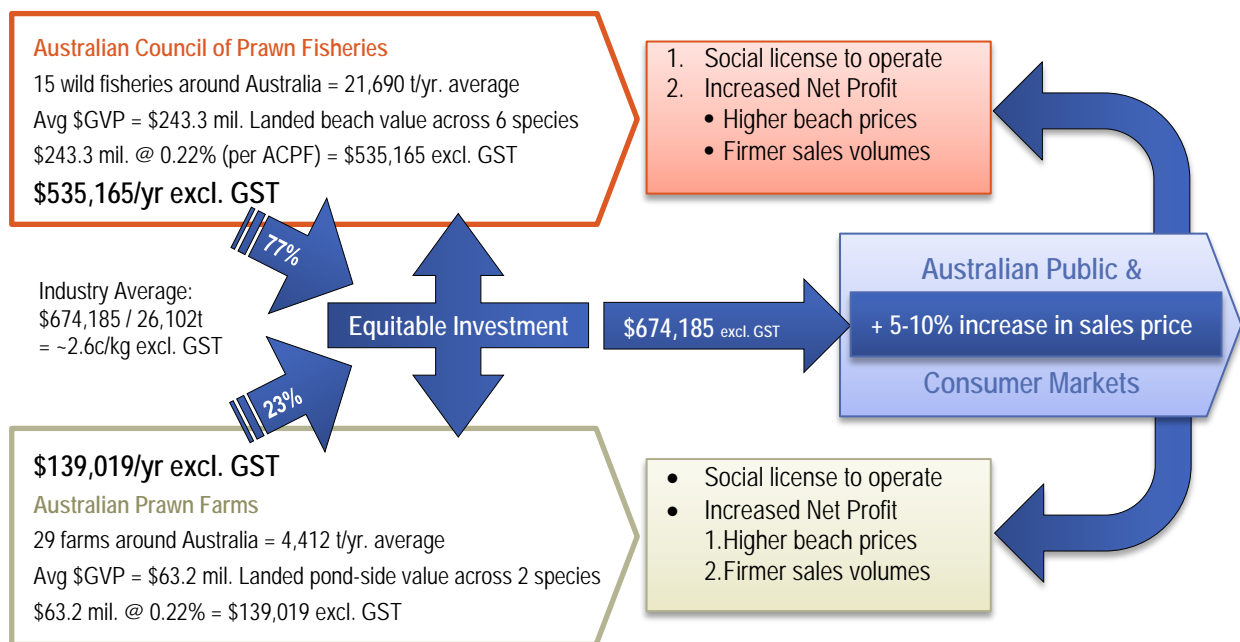 Australian Council of Prawn Fisheries
15 wild fisheries around Australia = 21,690 t/yr. average
Avg $GVP = $243.3 mil. Landed beach value across 6 species
$243.3 mil. @ 0.22% (per ACPF) = $535,165 excl. GST
$535,165/yr excl. GST
1. Social license to operate
2. Increased Net Profit
• Higher beach prices
• Firmer sales volumes
77%
Industry Average:
$674,185 / 26,102t
= ~2.6c/kg excl. GST
Equitable Investment
$674,185 excl. GST
Australian Public &
+ 5-10% increase in sales price
Consumer Markets
23%
$139,019/yr excl. GST
Australian Prawn Farms
29 farms around Australia = 4,412 t/yr. average
Avg $GVP = $63.2 mil. Landed pond-side value across 2 species
$63.2 mil. @ 0.22% = $139,019 excl. GST
• Social license to operate
• Increased Net Profit
1.Higher beach prices
2.Firmer sales volumes